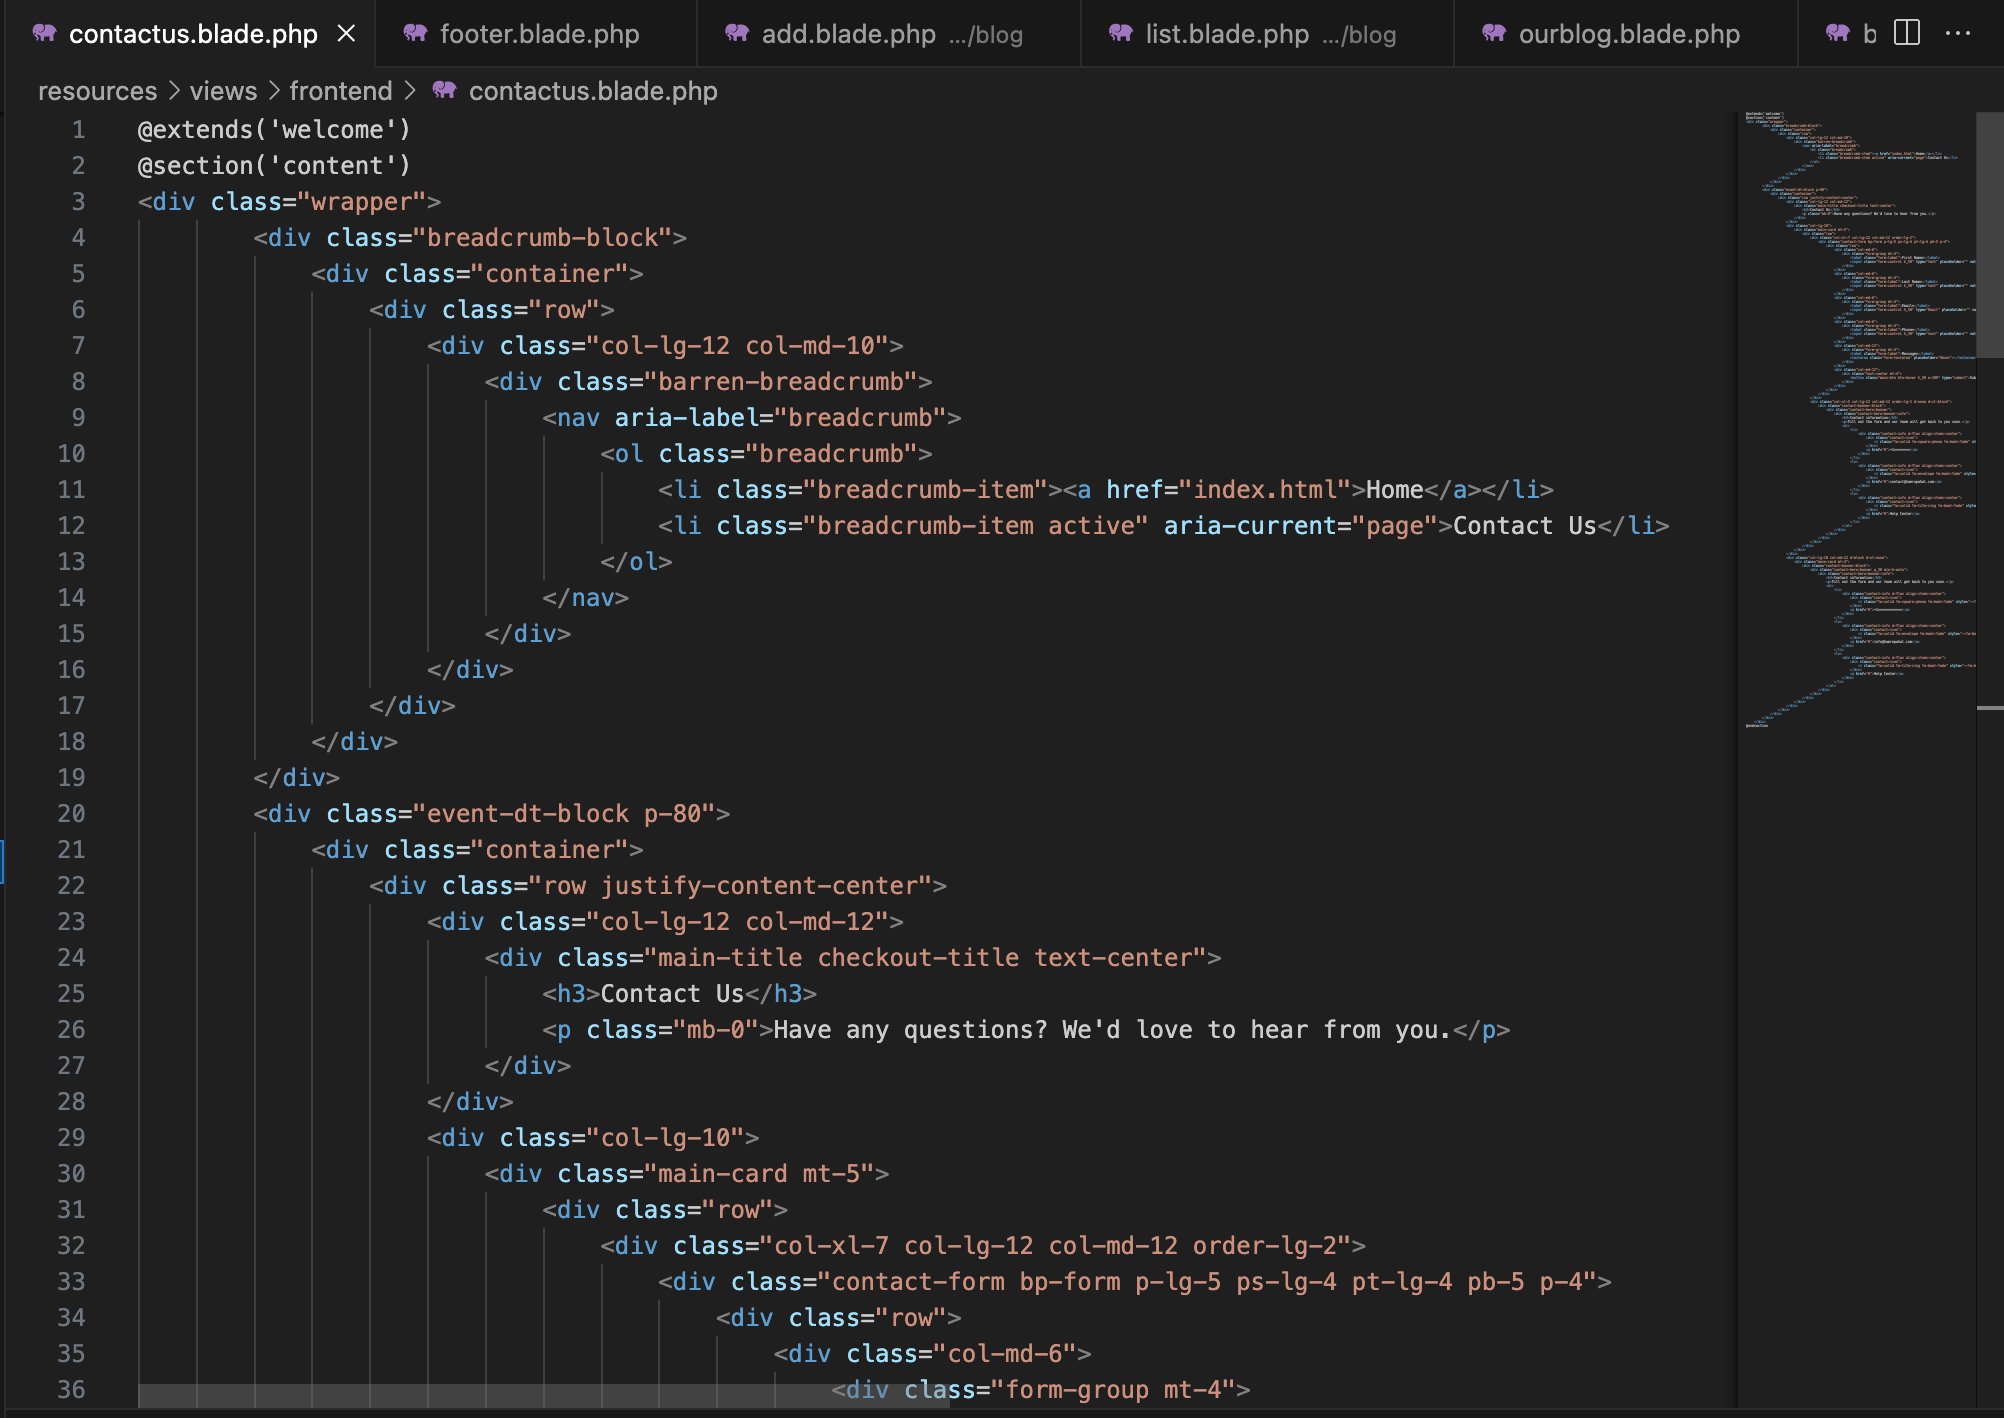 contactus.blade.php
footer.blade.php
add.blade.php .../blog
list.blade.php .../blog
ourblog.blade.php
b
resources > views > frontend > contactus.blade.php
1 @extends('welcome')
2 @section('content')
3 <div class="wrapper">
4 <div class="breadcrumb-block">
5 <div class="container">
6 <div class="row">
7 <div class="col-lg-12 col-md-10">
8 <div class="barren-breadcrumb">
9 <nav aria-label="breadcrumb">
10 <ol class="breadcrumb">
11 <li class="breadcrumb-item"><a href="index.html">Home</a></li>
12 <li class="breadcrumb-item active" aria-current="page">Contact Us</li>
13 </ol>
14 </nav>
15 </div>
16 </div>
17 </div>
18 </div>
19 </div>
20 <div class="event-dt-block p-80">
21 <div class="container">
22 <div class="row justify-content-center">
23 <div class="col-lg-12 col-md-12">
24 <div class="main-title checkout-title text-center">
25 <h3>Contact Us</h3>
26 <p class="mb-0">Have any questions? We'd love to hear from you.</p>
27 </div>
28 </div>
29 <div class="col-lg-10">
30 <div class="main-card mt-5">
31 <div class="row">
32 <div class="col-xl-7 col-lg-12 col-md-12 order-lg-2">
33 <div class="contact-form bp-form p-lg-5 ps-lg-4 pt-lg-4 pb-5 p-4">
34 <div class="row">
35 <div class="col-md-6">
36 <div class="form-group mt-4">